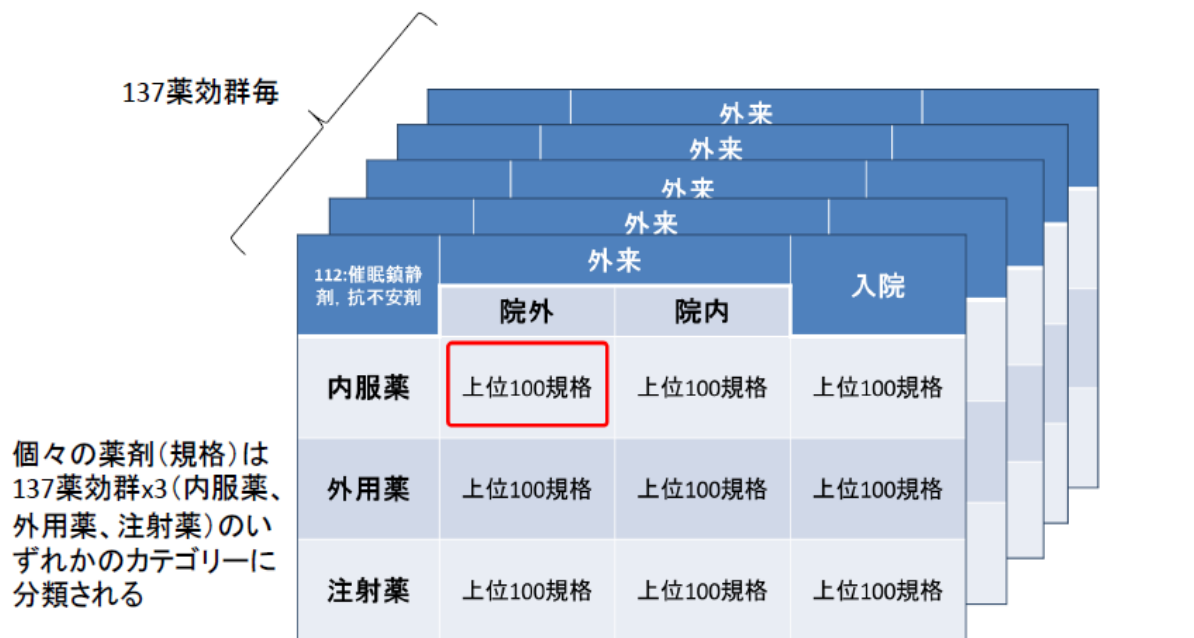 137薬効群毎
外来
外来
外来
外来
外来
112:催眠鎮静
剤，抗不安剤
入院
院外
院内
内服薬
上位100規格
上位100規格
上位100規格
外用薬
上位100規格
上位100規格
上位100規格
注射薬
上位100規格
上位100規格
上位100規格
個々の薬剤（規格）は
137薬効群x3（内服薬、
外用薬、注射薬）のい
ずれかのカテゴリーに
分類される